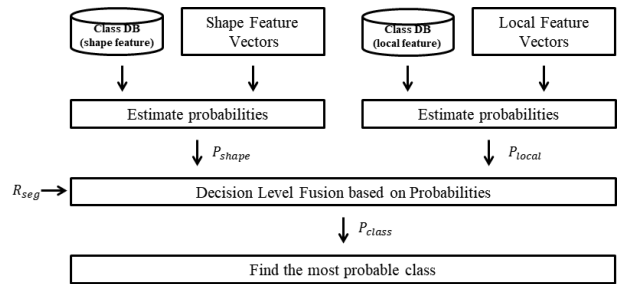 Class DB
(shape feature)
Shape Feature
Vectors
Class DB
(local feature)
Local Feature
Vectors
Estimate probabilities
Estimate probabilities
P_shape
P_local
R_seg
Decision Level Fusion based on Probabilities
P_class
Find the most probable class